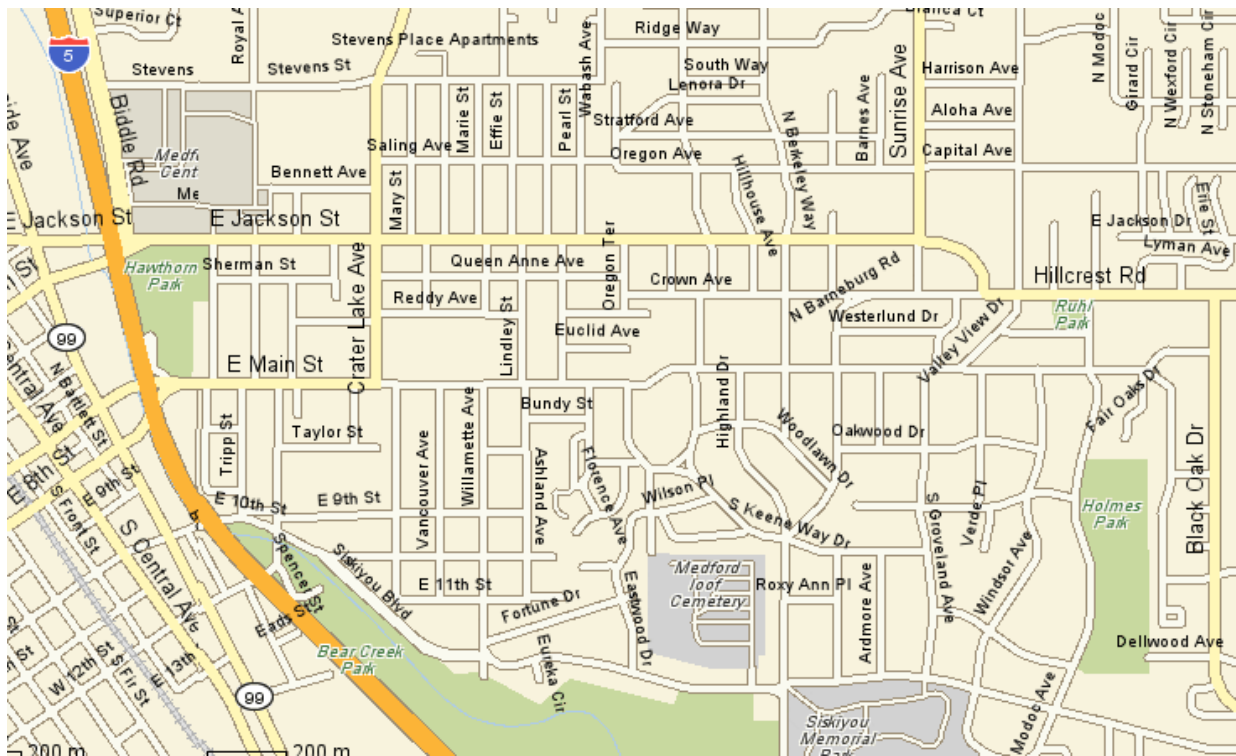 Superior Ct
Royal A
Stevens Place Apartments
Wabash Ave
Ridge Way
Bianca Ct
5
Stevens
Stevens St
South Way
Lenora Dr
Sunrise Ave
Harrison Ave
N Modoc
Girard Cir
N Wexford Cir
N Stoneham Cir
Biddle Rd
ide Ave
Marie St
Effie St
Pearl St
Stratford Ave
N Berkeley Way
Barnes Ave
Aloha Ave
Medf
Cent
Saling Ave
Oregon Ave
Capital Ave
Bennett Ave
Me
Mary St
Hillhouse Ave
Erie St
E Jackson St
E Jackson St
E Jackson Dr
Lyman Ave
Hawthorn
Park
Sherman St
Crater Lake Ave
Queen Anne Ave
Oregon Ter
Crown Ave
N Barneburg Rd
Hillcrest Rd
Reddy Ave
Lindley St
Euclid Ave
Westerlund Dr
Valley View Dr
Ruhl
Park
99
E Main St
N Bartlett St
Central Ave
Bundy St
Highland Dr
Woodlawn Dr
Oakwood Dr
Fair Oaks Dr
Black Oak Dr
Tripp St
Taylor St
Vancouver Ave
Willamette Ave
Ashland Ave
Florence Ave
E 8th St
E 9th St
S Front St
E 10th St
E 9th St
Wilson Pl
S Keene Way Dr
S Groveland Ave
Verde Pl
Windsor Ave
Holmes
Park
S Central Ave
Spencer St
Siskiyou Blvd
E 11th St
Fortune Dr
Eastwood Dr
Medford
Ioof
Cemetery
Roxy Ann Pl
Ardmore Ave
Eads St
Bear Creek
Park
Eureka Cir
Dellwood Ave
W 12th St
S Fir St
E 13th
99
Siskiyou
Memorial
Park
Modoc Ave
300 m
200 m